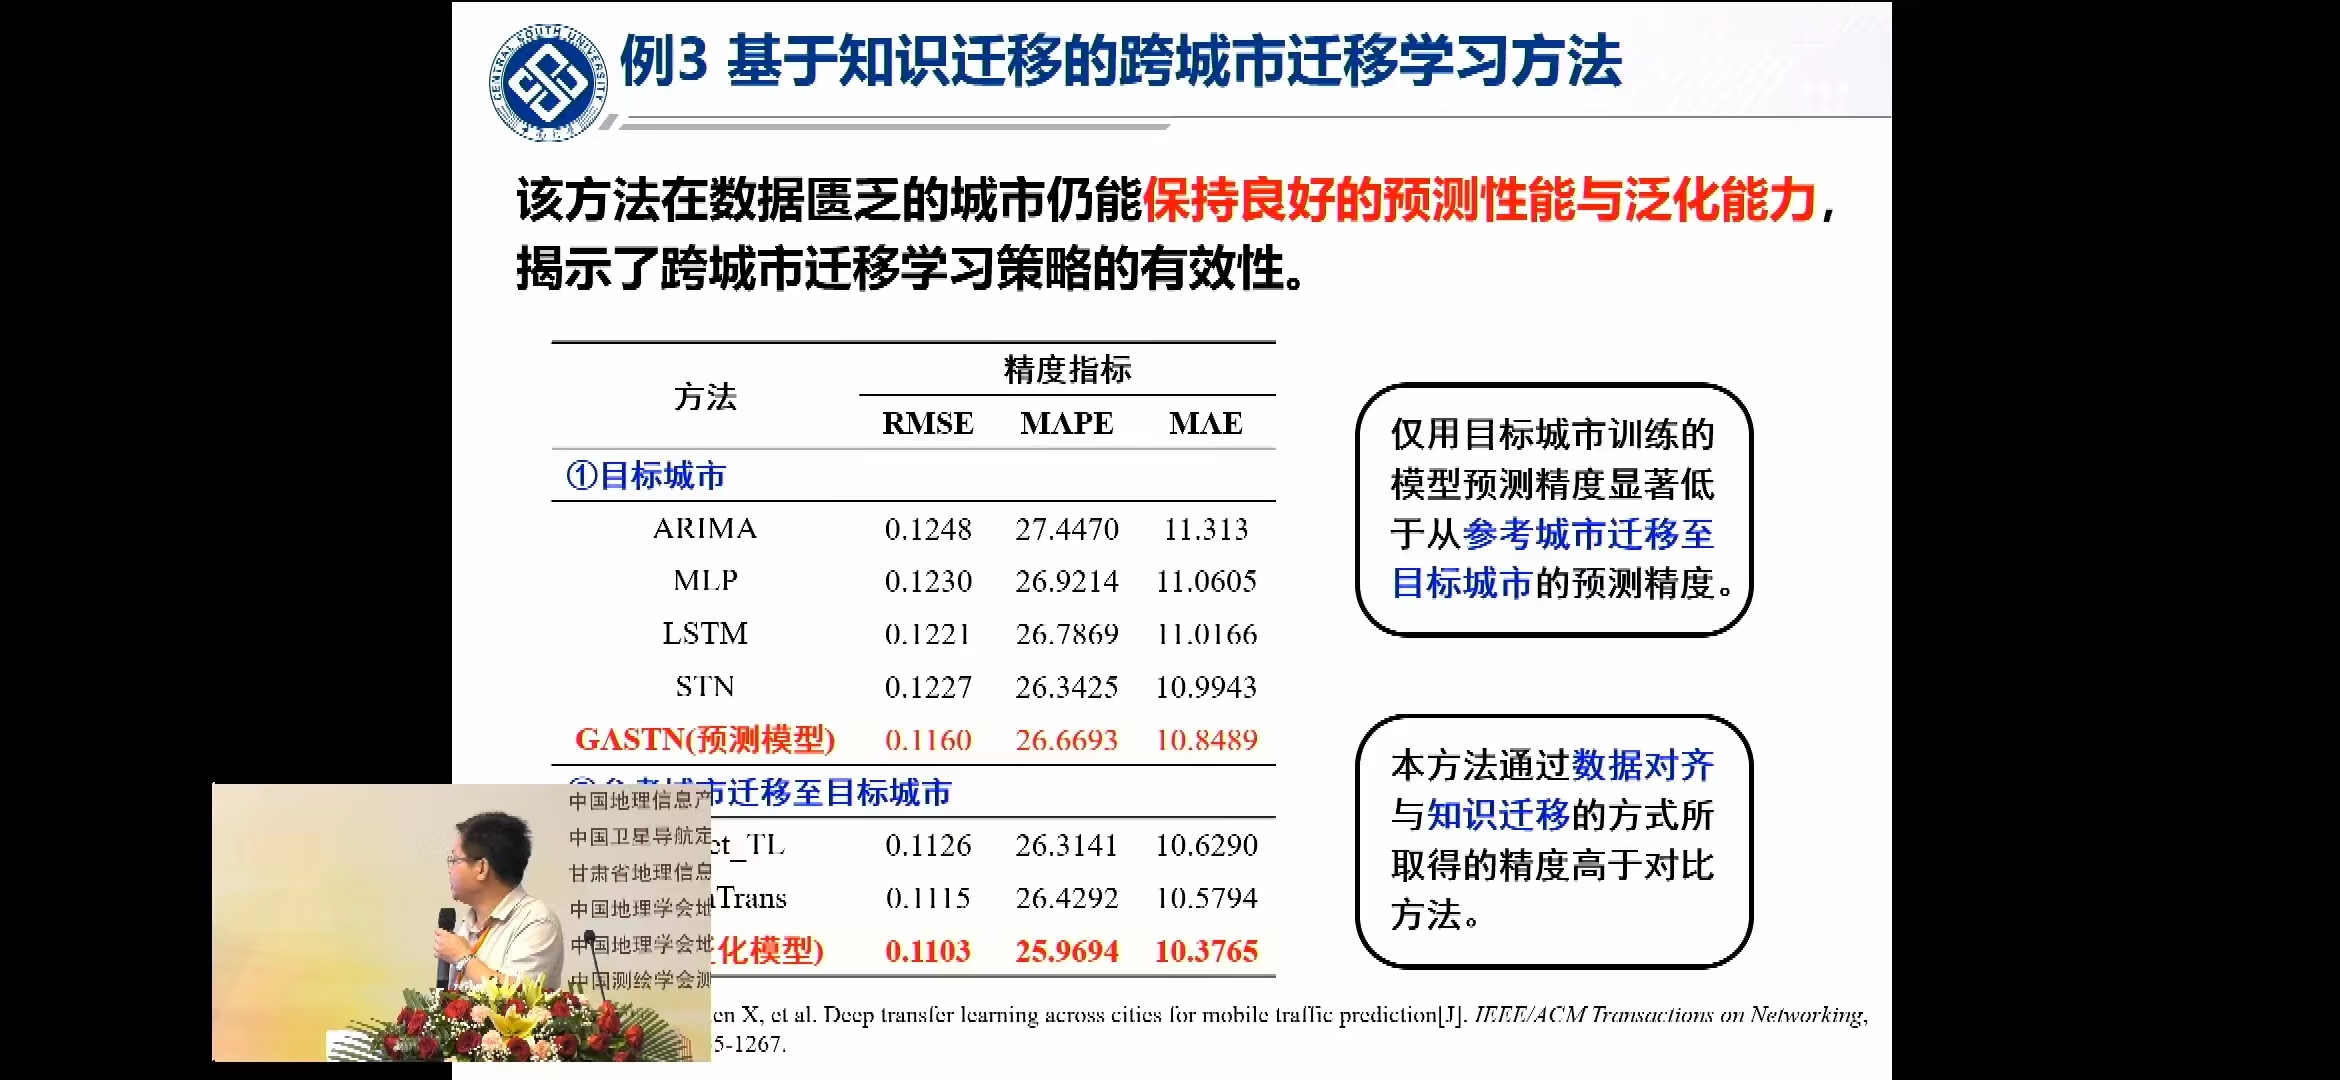 CENTRAL SOUTH UNIVERSITY
例3 基于知识迁移的跨城市迁移学习方法
该方法在数据匮乏的城市仍能保持良好的预测性能与泛化能力，
揭示了跨城市迁移学习策略的有效性。
方法 精度指标
RMSE MAPE MAE
①目标城市
ARIMA 0.1248 27.4470 11.313
MLP 0.1230 26.9214 11.0605
LSTM 0.1221 26.7869 11.0166
STN 0.1227 26.3425 10.9943
GASTN(预测模型) 0.1160 26.6693 10.8489
市迁移至目标城市
et_TL 0.1126 26.3141 10.6290
Trans 0.1115 26.4292 10.5794
化模型) 0.1103 25.9694 10.3765
仅用目标城市训练的
模型预测精度显著低
于从参考城市迁移至
目标城市的预测精度。
本方法通过数据对齐
与知识迁移的方式所
取得的精度高于对比
方法。
中国地理信息产
中国卫星导航定
甘肃省地理信息
中国地理学会地
中国地理学会地
中国测绘学会测
en X, et al. Deep transfer learning across cities for mobile traffic prediction[J]. IEEE/ACM Transactions on Networking,
5-1267.